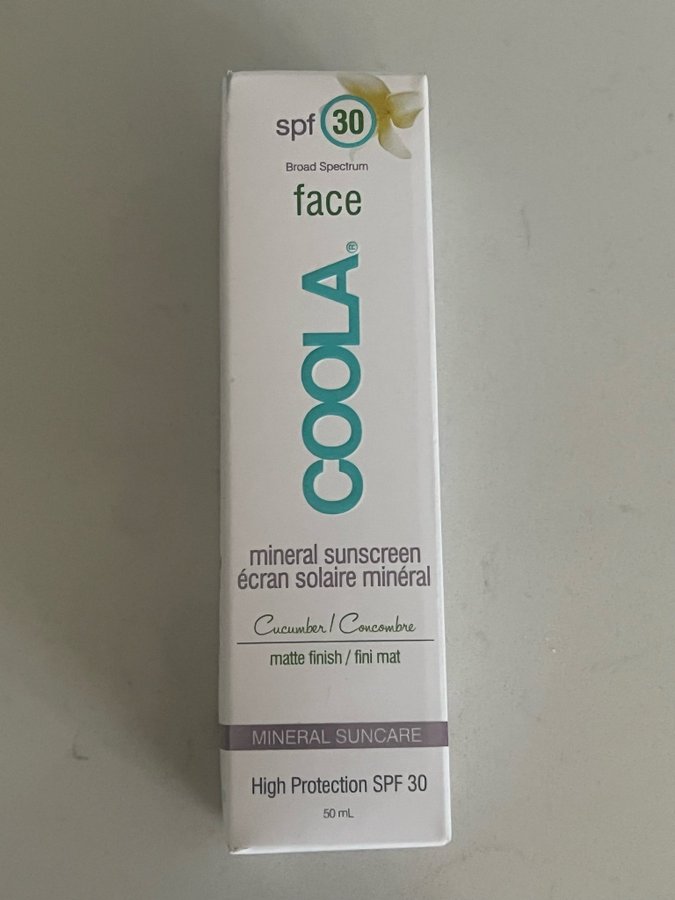 spf 30
Broad Spectrum
face
COOLA®
mineral sunscreen
écran solaire minéral
Cucumber / Concombre
matte finish / fini mat
MINERAL SUNCARE
High Protection SPF 30
50 mL